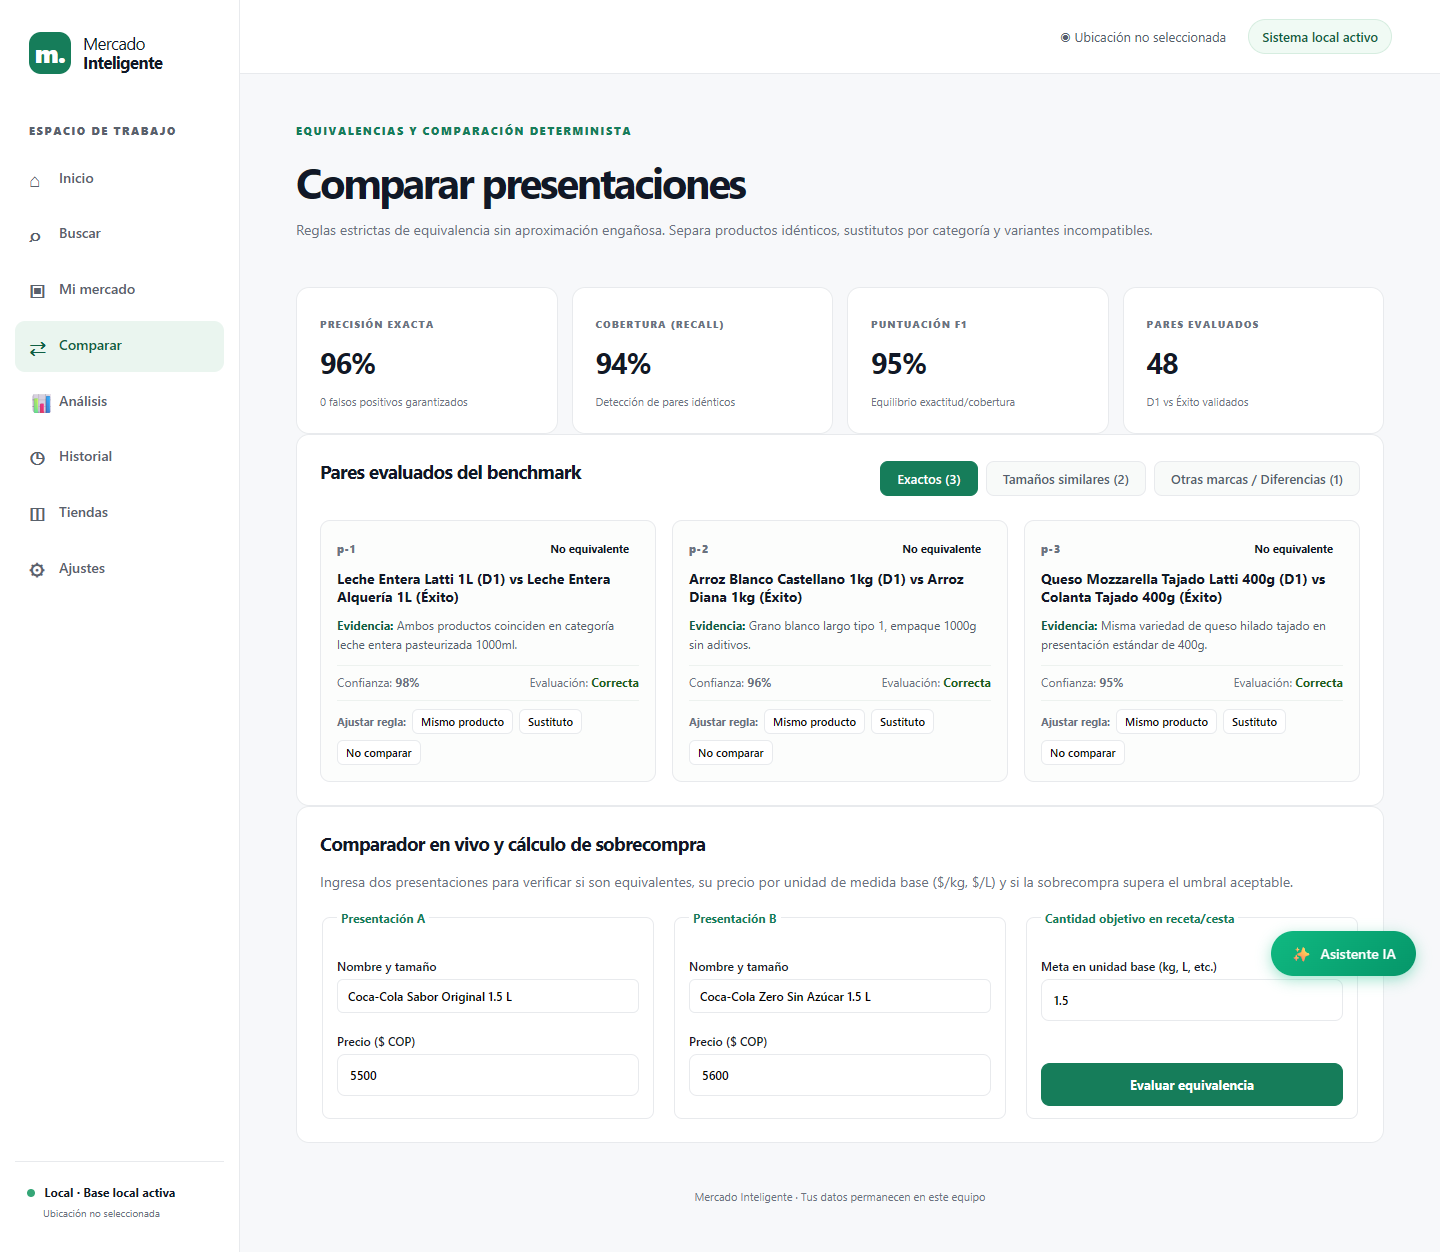 m.
Mercado
Inteligente
ESPACIO DE TRABAJO
Inicio
Buscar
Mi mercado
Comparar
Análisis
Historial
Tiendas
Ajustes
Local · Base local activa
Ubicación no seleccionada
Ubicación no seleccionada
Sistema local activo
EQUIVALENCIAS Y COMPARACIÓN DETERMINISTA
Comparar presentaciones
Reglas estrictas de equivalencia sin aproximación engañosa. Separa productos idénticos, sustitutos por categoría y variantes incompatibles.
PRECISIÓN EXACTA
96%
0 falsos positivos garantizados
COBERTURA (RECALL)
94%
Detección de pares idénticos
PUNTUACIÓN F1
95%
Equilibrio exactitud/cobertura
PARES EVALUADOS
48
D1 vs Éxito validados
Pares evaluados del benchmark
Exactos (3)
Tamaños similares (2)
Otras marcas / Diferencias (1)
p-1
No equivalente
Leche Entera Latti 1L (D1) vs Leche Entera
Alquería 1L (Éxito)
Evidencia: Ambos productos coinciden en categoría
leche entera pasteurizada 1000ml.
Confianza: 98%
Evaluación: Correcta
Ajustar regla:
Mismo producto
Sustituto
No comparar
p-2
No equivalente
Arroz Blanco Castellano 1kg (D1) vs Arroz
Diana 1kg (Éxito)
Evidencia: Grano blanco largo tipo 1, empaque 1000g
sin aditivos.
Confianza: 96%
Evaluación: Correcta
Ajustar regla:
Mismo producto
Sustituto
No comparar
p-3
No equivalente
Queso Mozzarella Tajado Latti 400g (D1) vs
Colanta Tajado 400g (Éxito)
Evidencia: Misma variedad de queso hilado tajado en
presentación estándar de 400g.
Confianza: 95%
Evaluación: Correcta
Ajustar regla:
Mismo producto
Sustituto
No comparar
Comparador en vivo y cálculo de sobrecompra
Ingresa dos presentaciones para verificar si son equivalentes, su precio por unidad de medida base ($/kg, $/L) y si la sobrecompra supera el umbral aceptable.
Presentación A
Nombre y tamaño
Coca-Cola Sabor Original 1.5 L
Precio ($ COP)
5500
Presentación B
Nombre y tamaño
Coca-Cola Zero Sin Azúcar 1.5 L
Precio ($ COP)
5600
Cantidad objetivo en receta/cesta
Meta en unidad base (kg, L, etc.)
1.5
Evaluar equivalencia
Asistente IA
Mercado Inteligente · Tus datos permanecen en este equipo